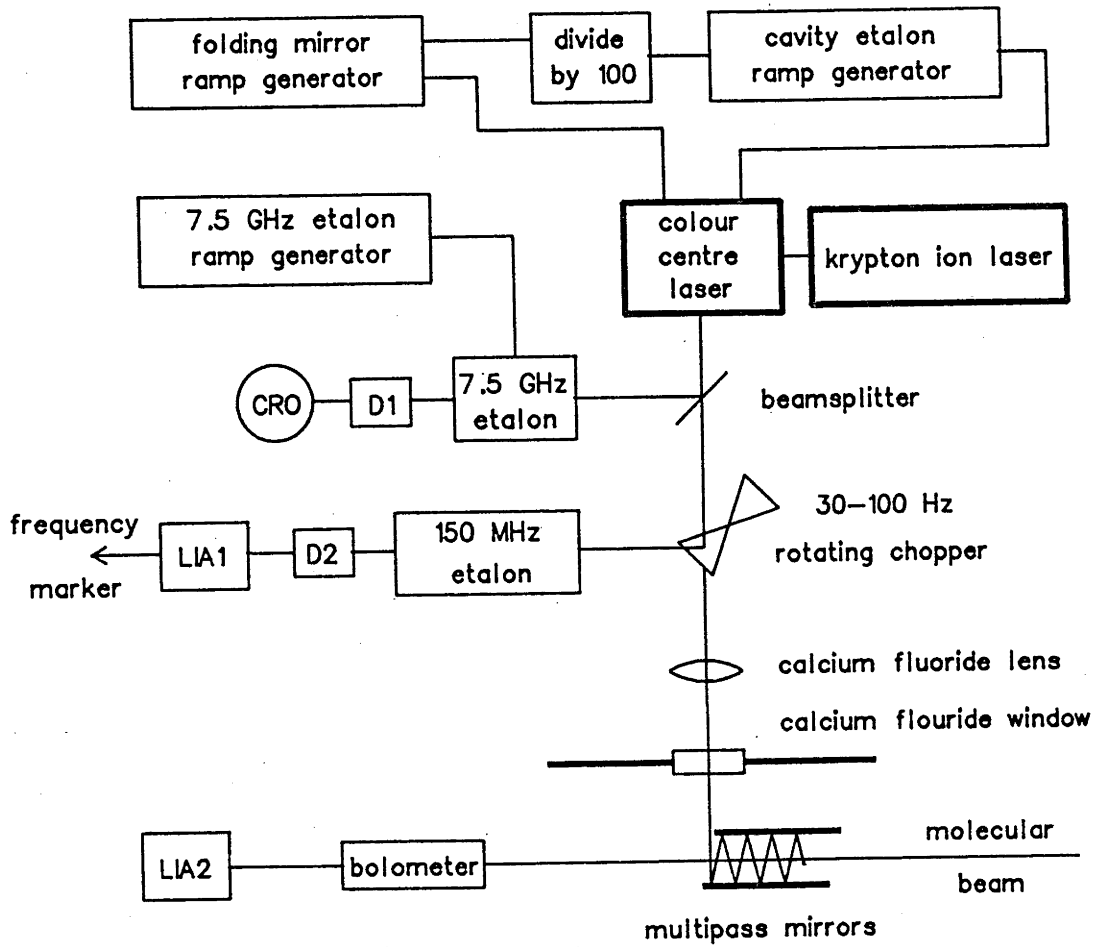 folding mirror
ramp generator
divide
by 100
cavity etalon
ramp generator
7.5 GHz etalon
ramp generator
colour
centre
laser
krypton ion laser
CRO
D1
7.5 GHz
etalon
beamsplitter
frequency
marker
LIA1
D2
150 MHz
etalon
30-100 Hz
rotating chopper
calcium fluoride lens
calcium flouride window
LIA2
bolometer
molecular
beam
multipass mirrors